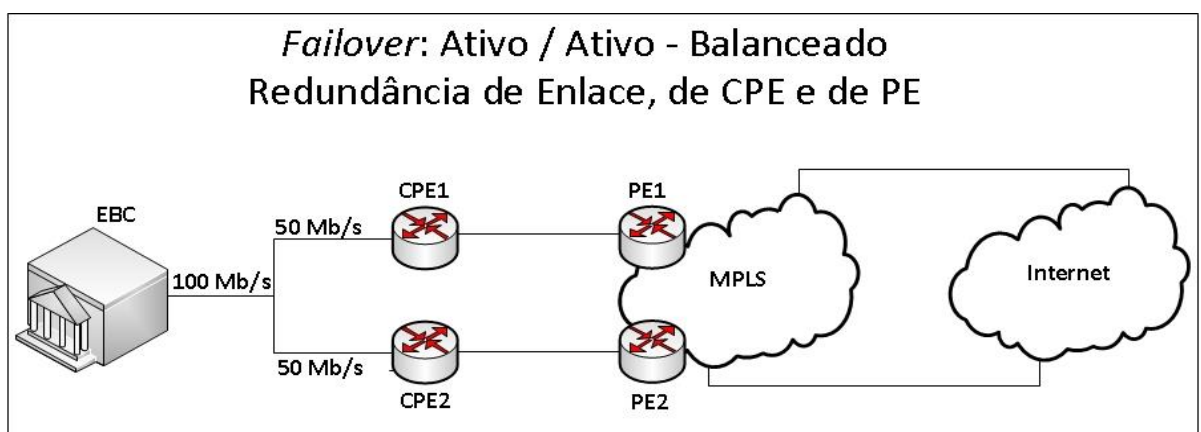 Failover: Ativo / Ativo - Balanceado
Redundância de Enlace, de CPE e de PE
CPE1
PE1
EBC
50 Mb/s
100 Mb/s
MPLS
Internet
50 Mb/s
CPE2
PE2